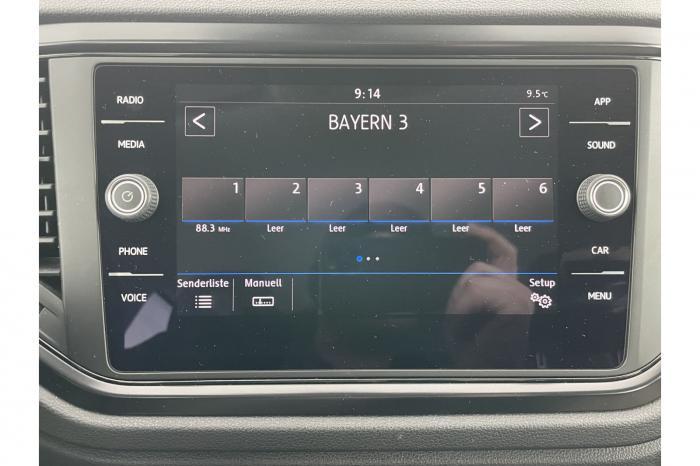 9:14
9.5°C
RADIO
MEDIA
PHONE
VOICE
< BAYERN 3 >
1 2 3 4 5 6
88.3 MHz Leer Leer Leer Leer Leer
Senderliste Manuell Setup
APP
SOUND
CAR
MENU